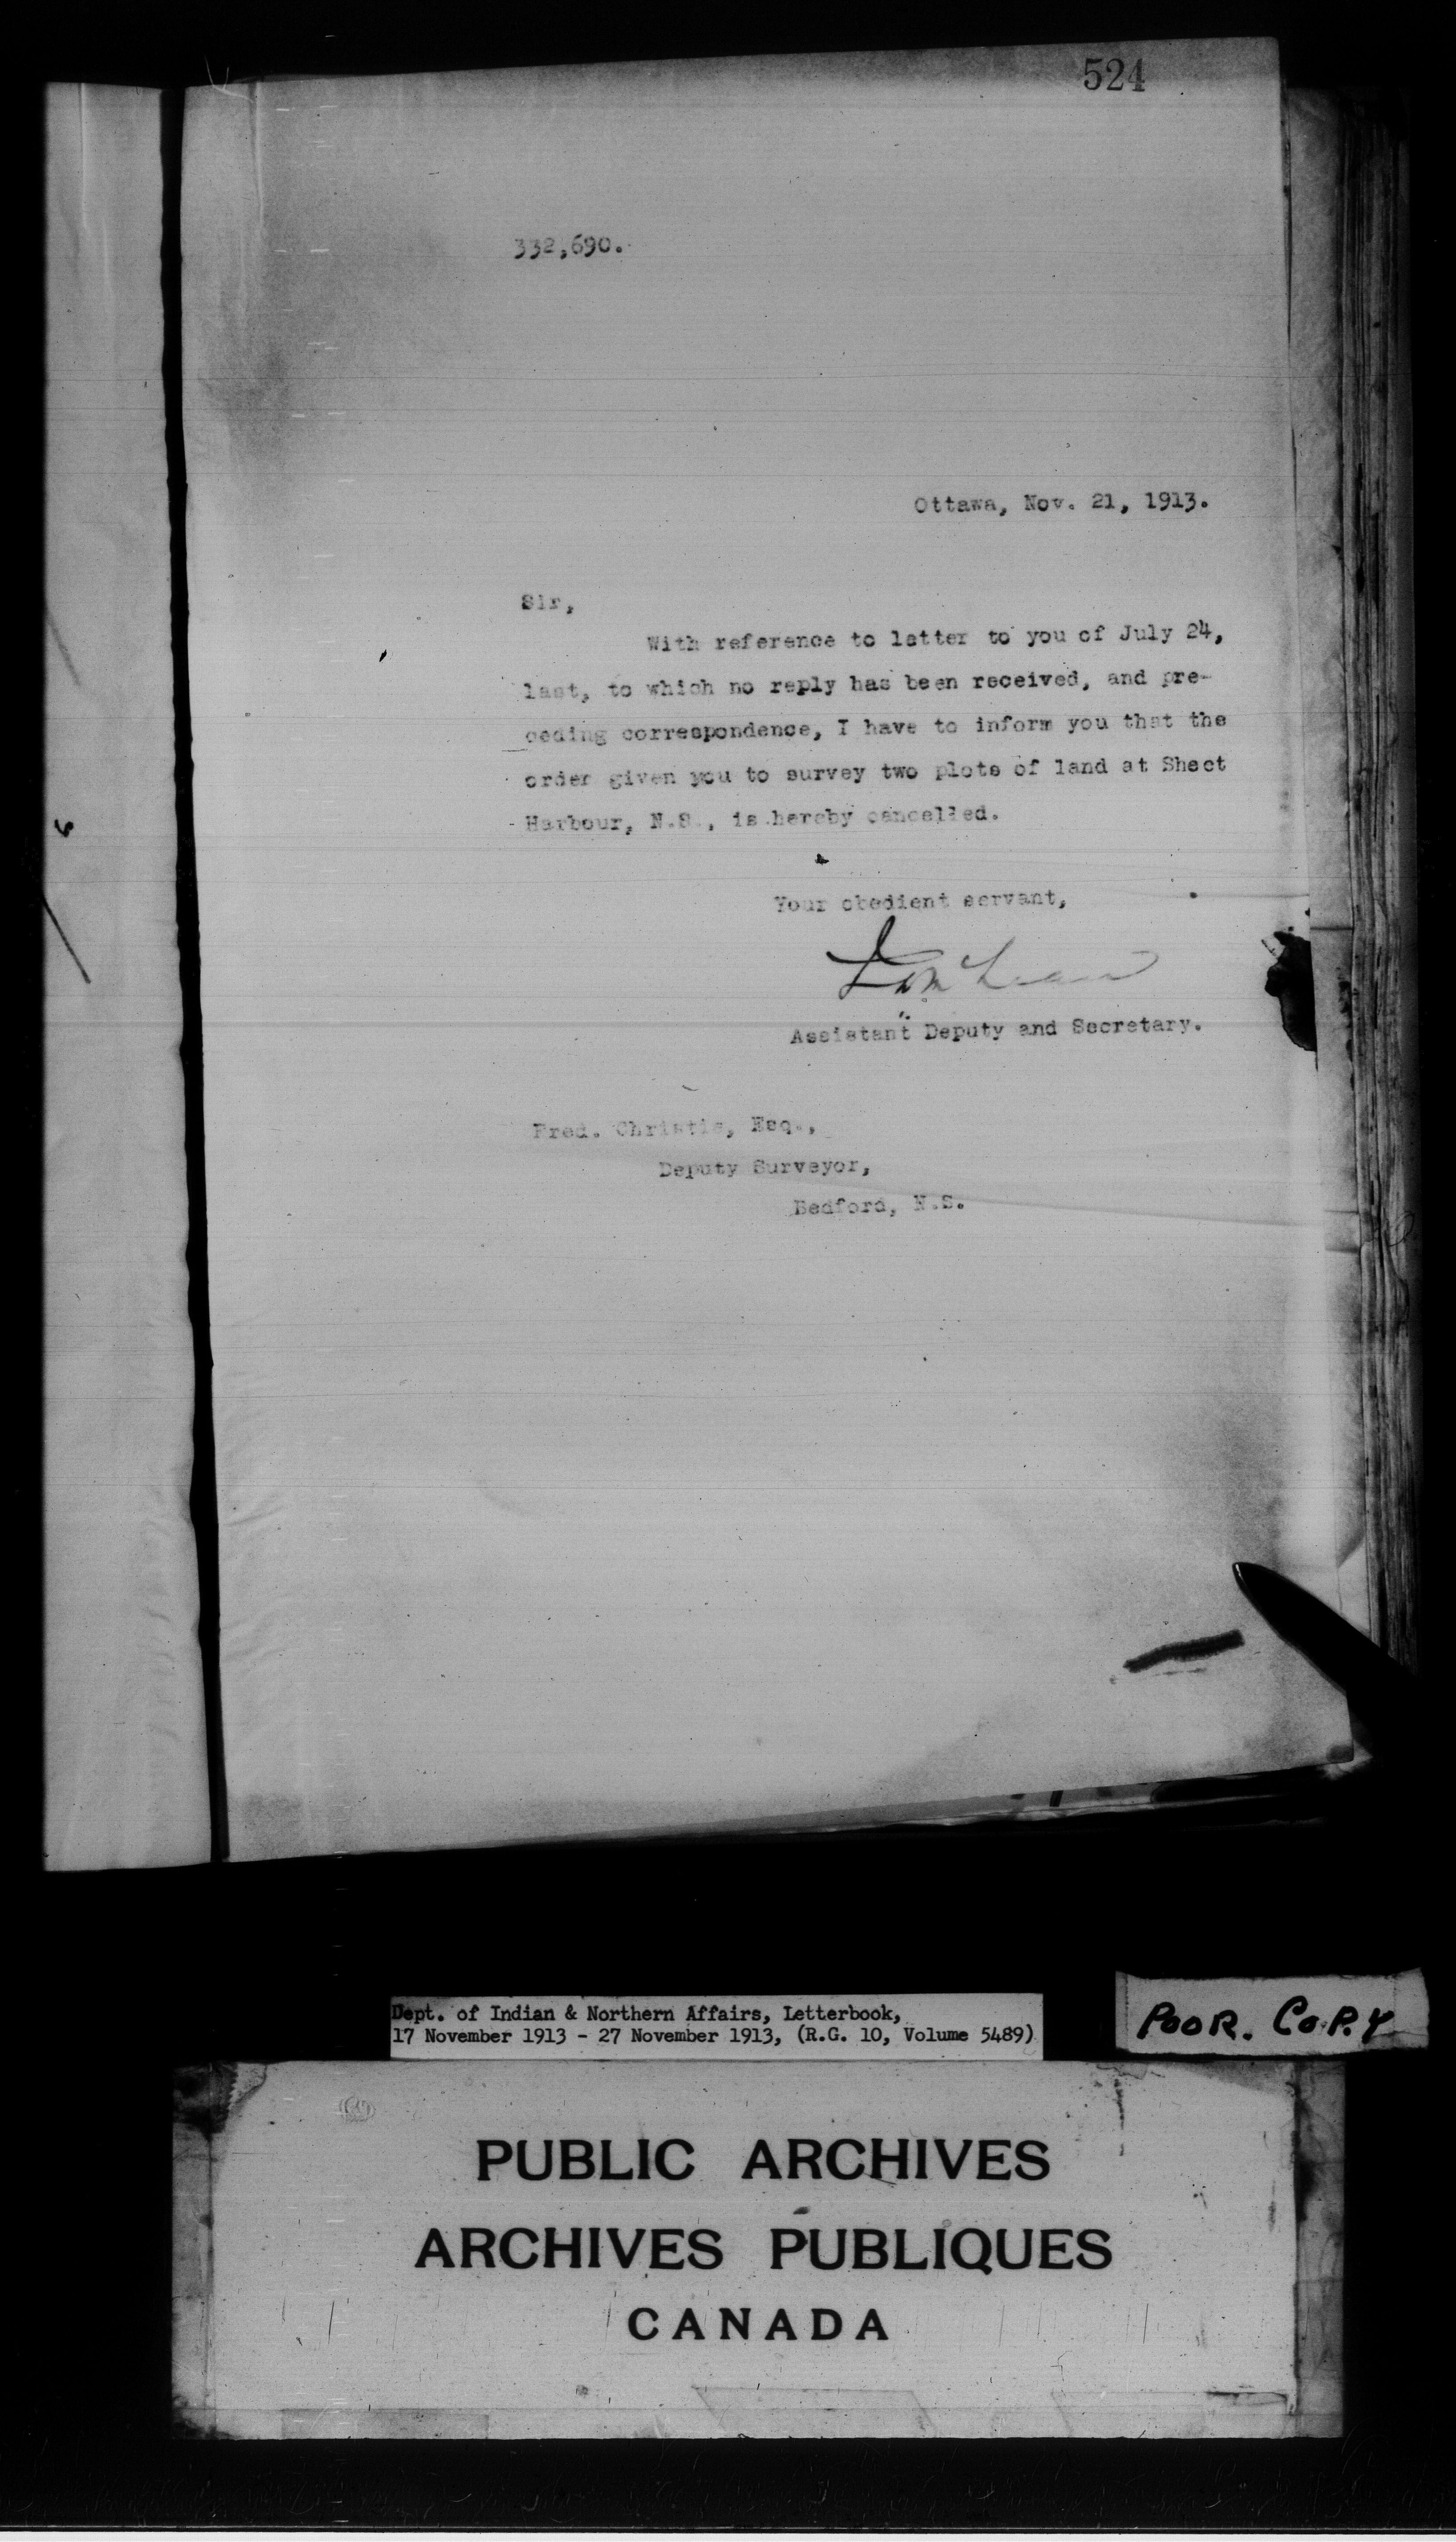 524
332,690.
Ottawa, Nov. 21, 1913.
Sir,
With reference to letter to you of July 24,
last, to which no reply has been received, and pre-
ceding correspondence, I have to inform you that the
order given you to survey two plots of land at Sheet
Harbour, N.S., is hereby cancelled.
Your obedient servant,
Assistant Deputy and Secretary.
Fred. Christie, Esq.,
Deputy Surveyor,
Bedford, N.S.
Dept. of Indian & Northern Affairs, Letterbook,
17 November 1913 - 27 November 1913, (R.G. 10, Volume 5489)
POOR. COPY
PUBLIC ARCHIVES
ARCHIVES PUBLIQUES
CANADA